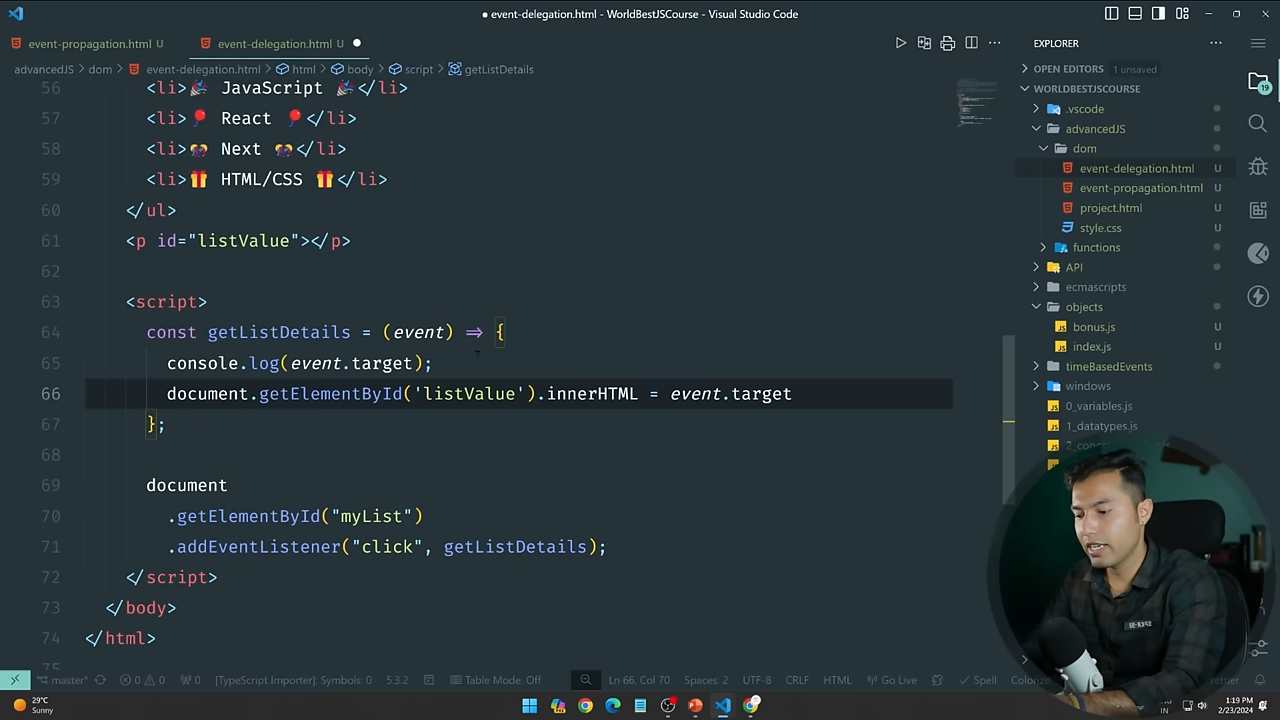 event-delegation.html - WorldBestJSCourse - Visual Studio Code
event-propagation.html U
event-delegation.html U
advancedJS > dom > event-delegation.html > html > body > script > getListDetails
56 <li>🎉 JavaScript 🎉</li>
57 <li>🎈 React 🎈</li>
58 <li>🎊 Next 🎊</li>
59 <li>🎁 HTML/CSS 🎁</li>
60 </ul>
61 <p id="listValue"></p>
62
63 <script>
64 const getListDetails = (event) => {
65 console.log(event.target);
66 document.getElementById('listValue').innerHTML = event.target
67 };
68
69 document
70 .getElementById("myList")
71 .addEventListener("click", getListDetails);
72 </script>
73 </body>
74 </html>
75
EXPLORER
OPEN EDITORS 1 unsaved
WORLDBESTJSCOURSE
.vscode
advancedJS
dom
event-delegation.html U
event-propagation.html U
project.html U
style.css U
functions
API
ecmascripts
objects
bonus.js U
index.js U
timeBasedEvents
windows
0_variables.js
1_datatypes.js
19
master*
0 0
0
[TypeScript Importer]: Symbols: 0
5.3.2
Table Mode: Off
Ln 66, Col 70
Spaces: 2
UTF-8
CRLF
HTML
Go Live
Spell
29°C
Sunny
IN
1:19 PM
2/23/2024